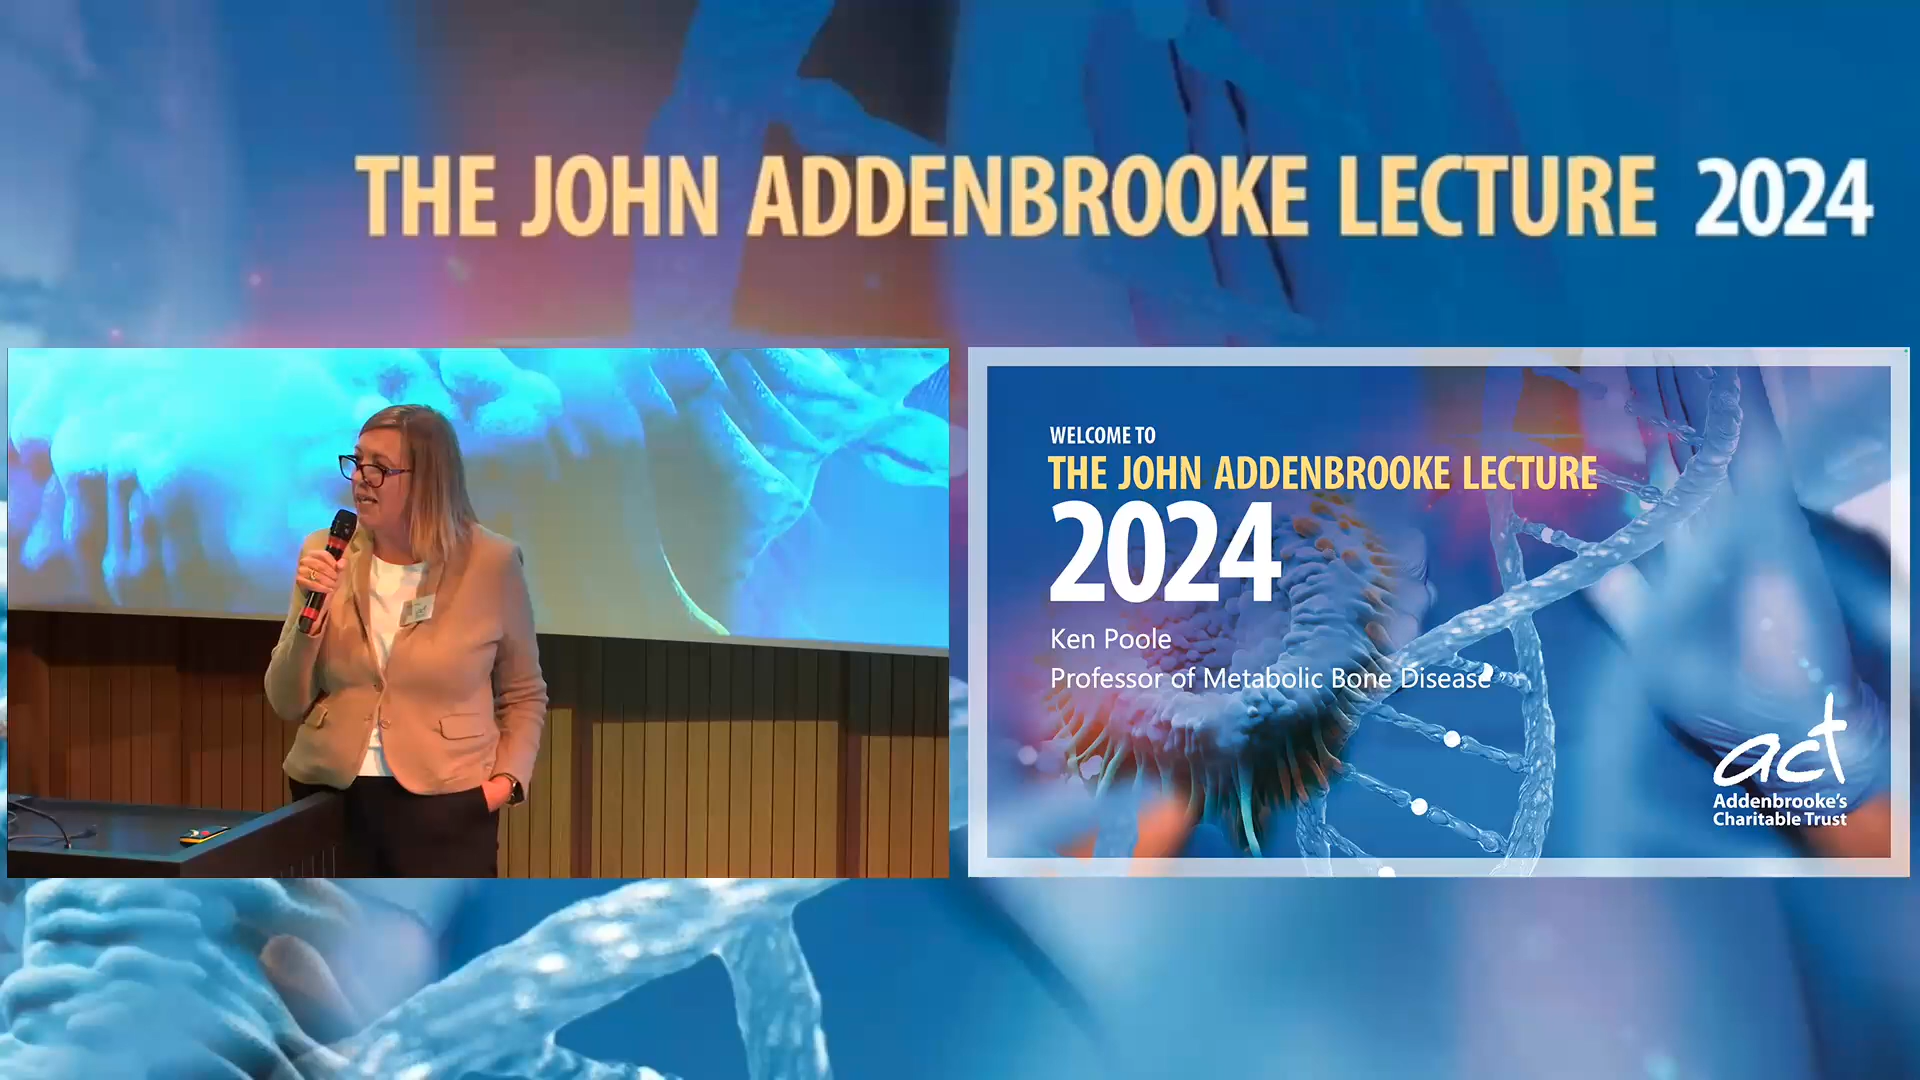 THE JOHN ADDENBROOKE LECTURE 2024
WELCOME TO
THE JOHN ADDENBROOKE LECTURE
2024
Ken Poole
Professor of Metabolic Bone Disease
act
Addenbrooke's
Charitable Trust
act